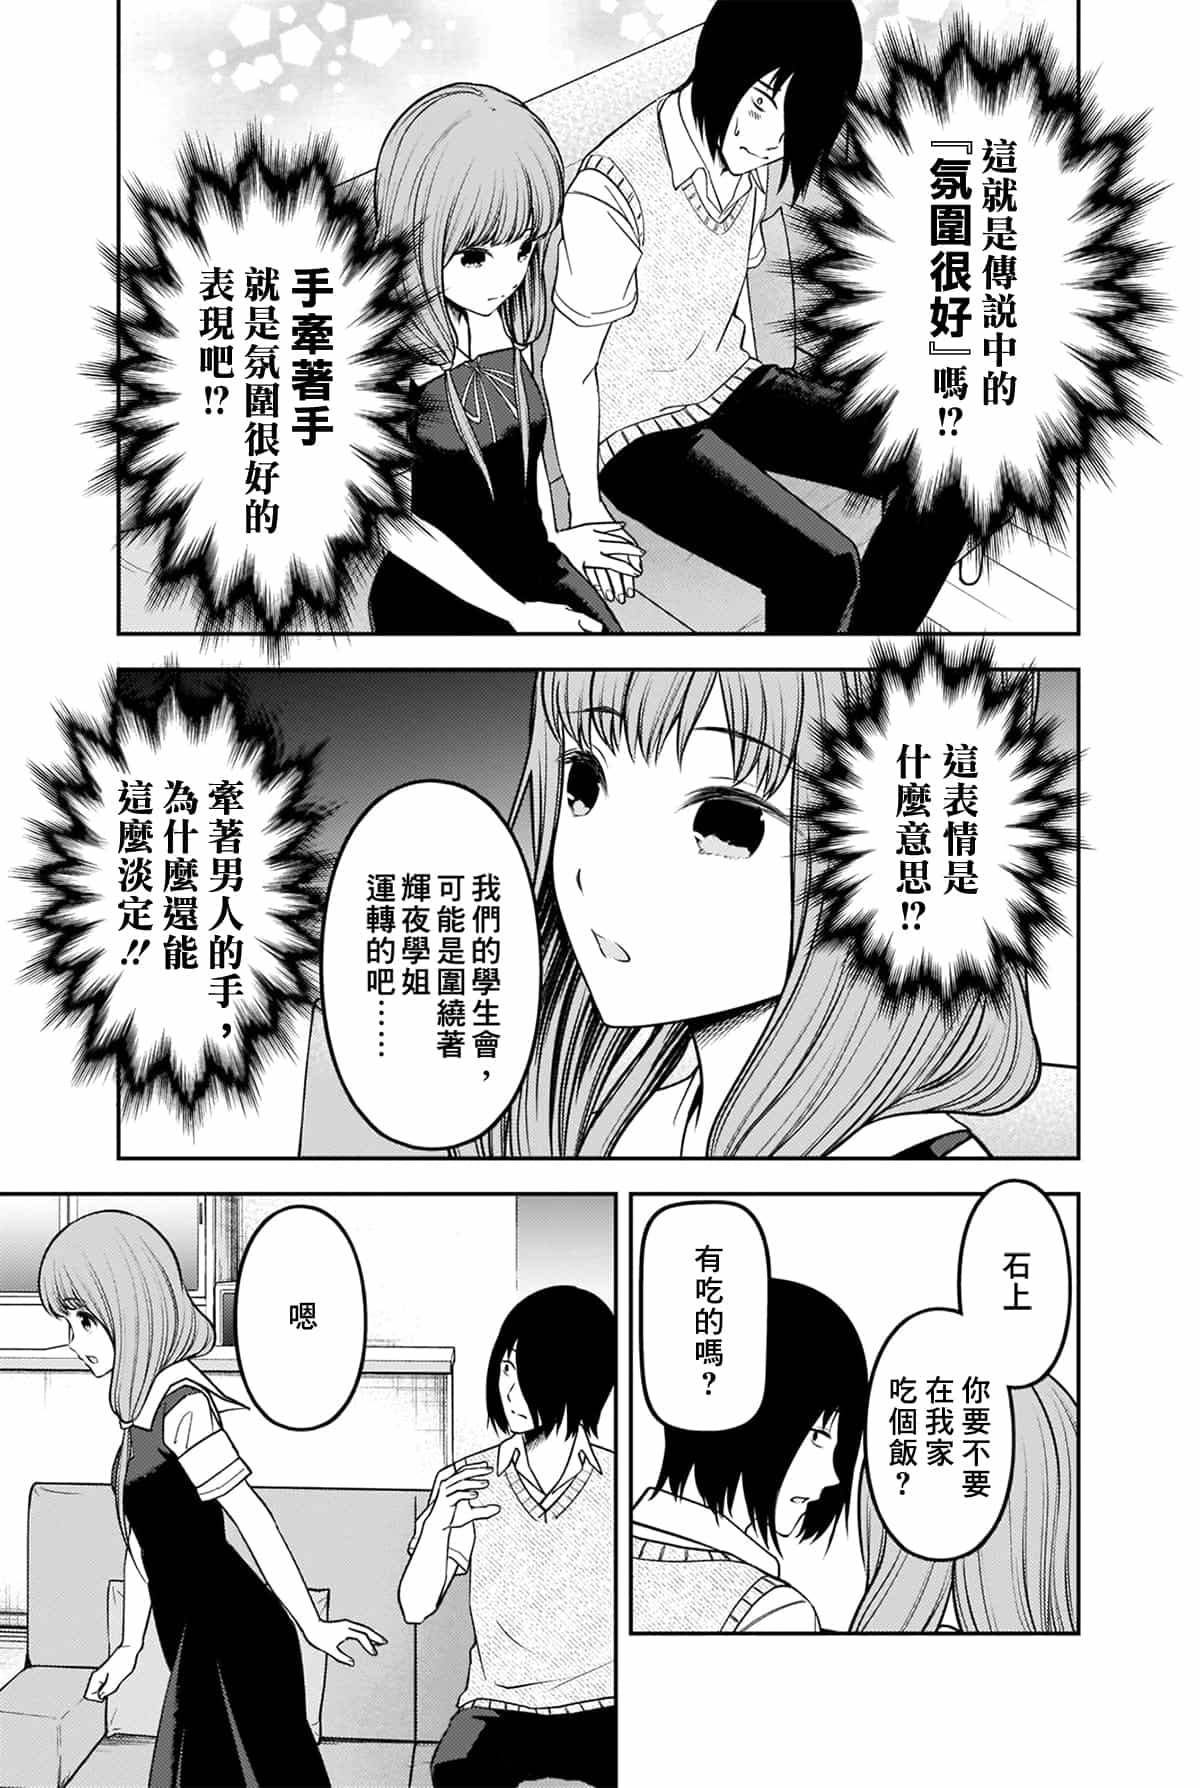 這就是傳說中的
『氛圍很好』嗎!?
手牽著手
就是氛圍很好的
表現吧!?
這表情是
什麼意思!?
我們的學生會，
可能是圍繞著
輝夜學姐
運轉的吧……
牽著男人的手，
為什麼還能
這麼淡定!!
石上
你要不要
在我家
吃個飯?
有吃的嗎?
嗯